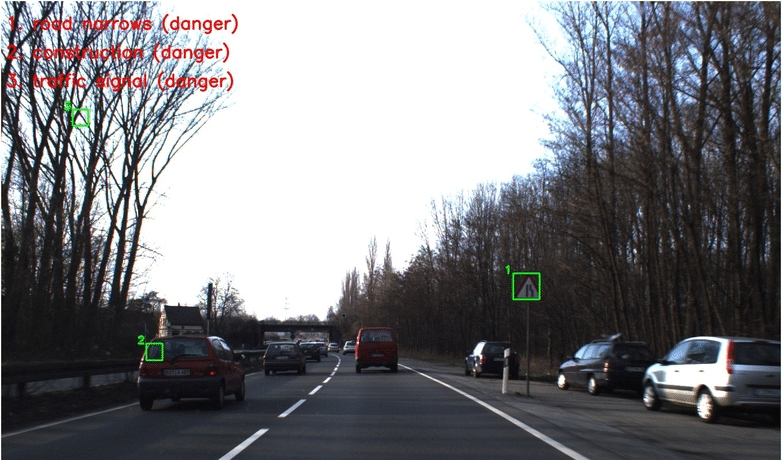 1. road narrows (danger)
2. construction (danger)
3. traffic signal (danger)
3
1
2